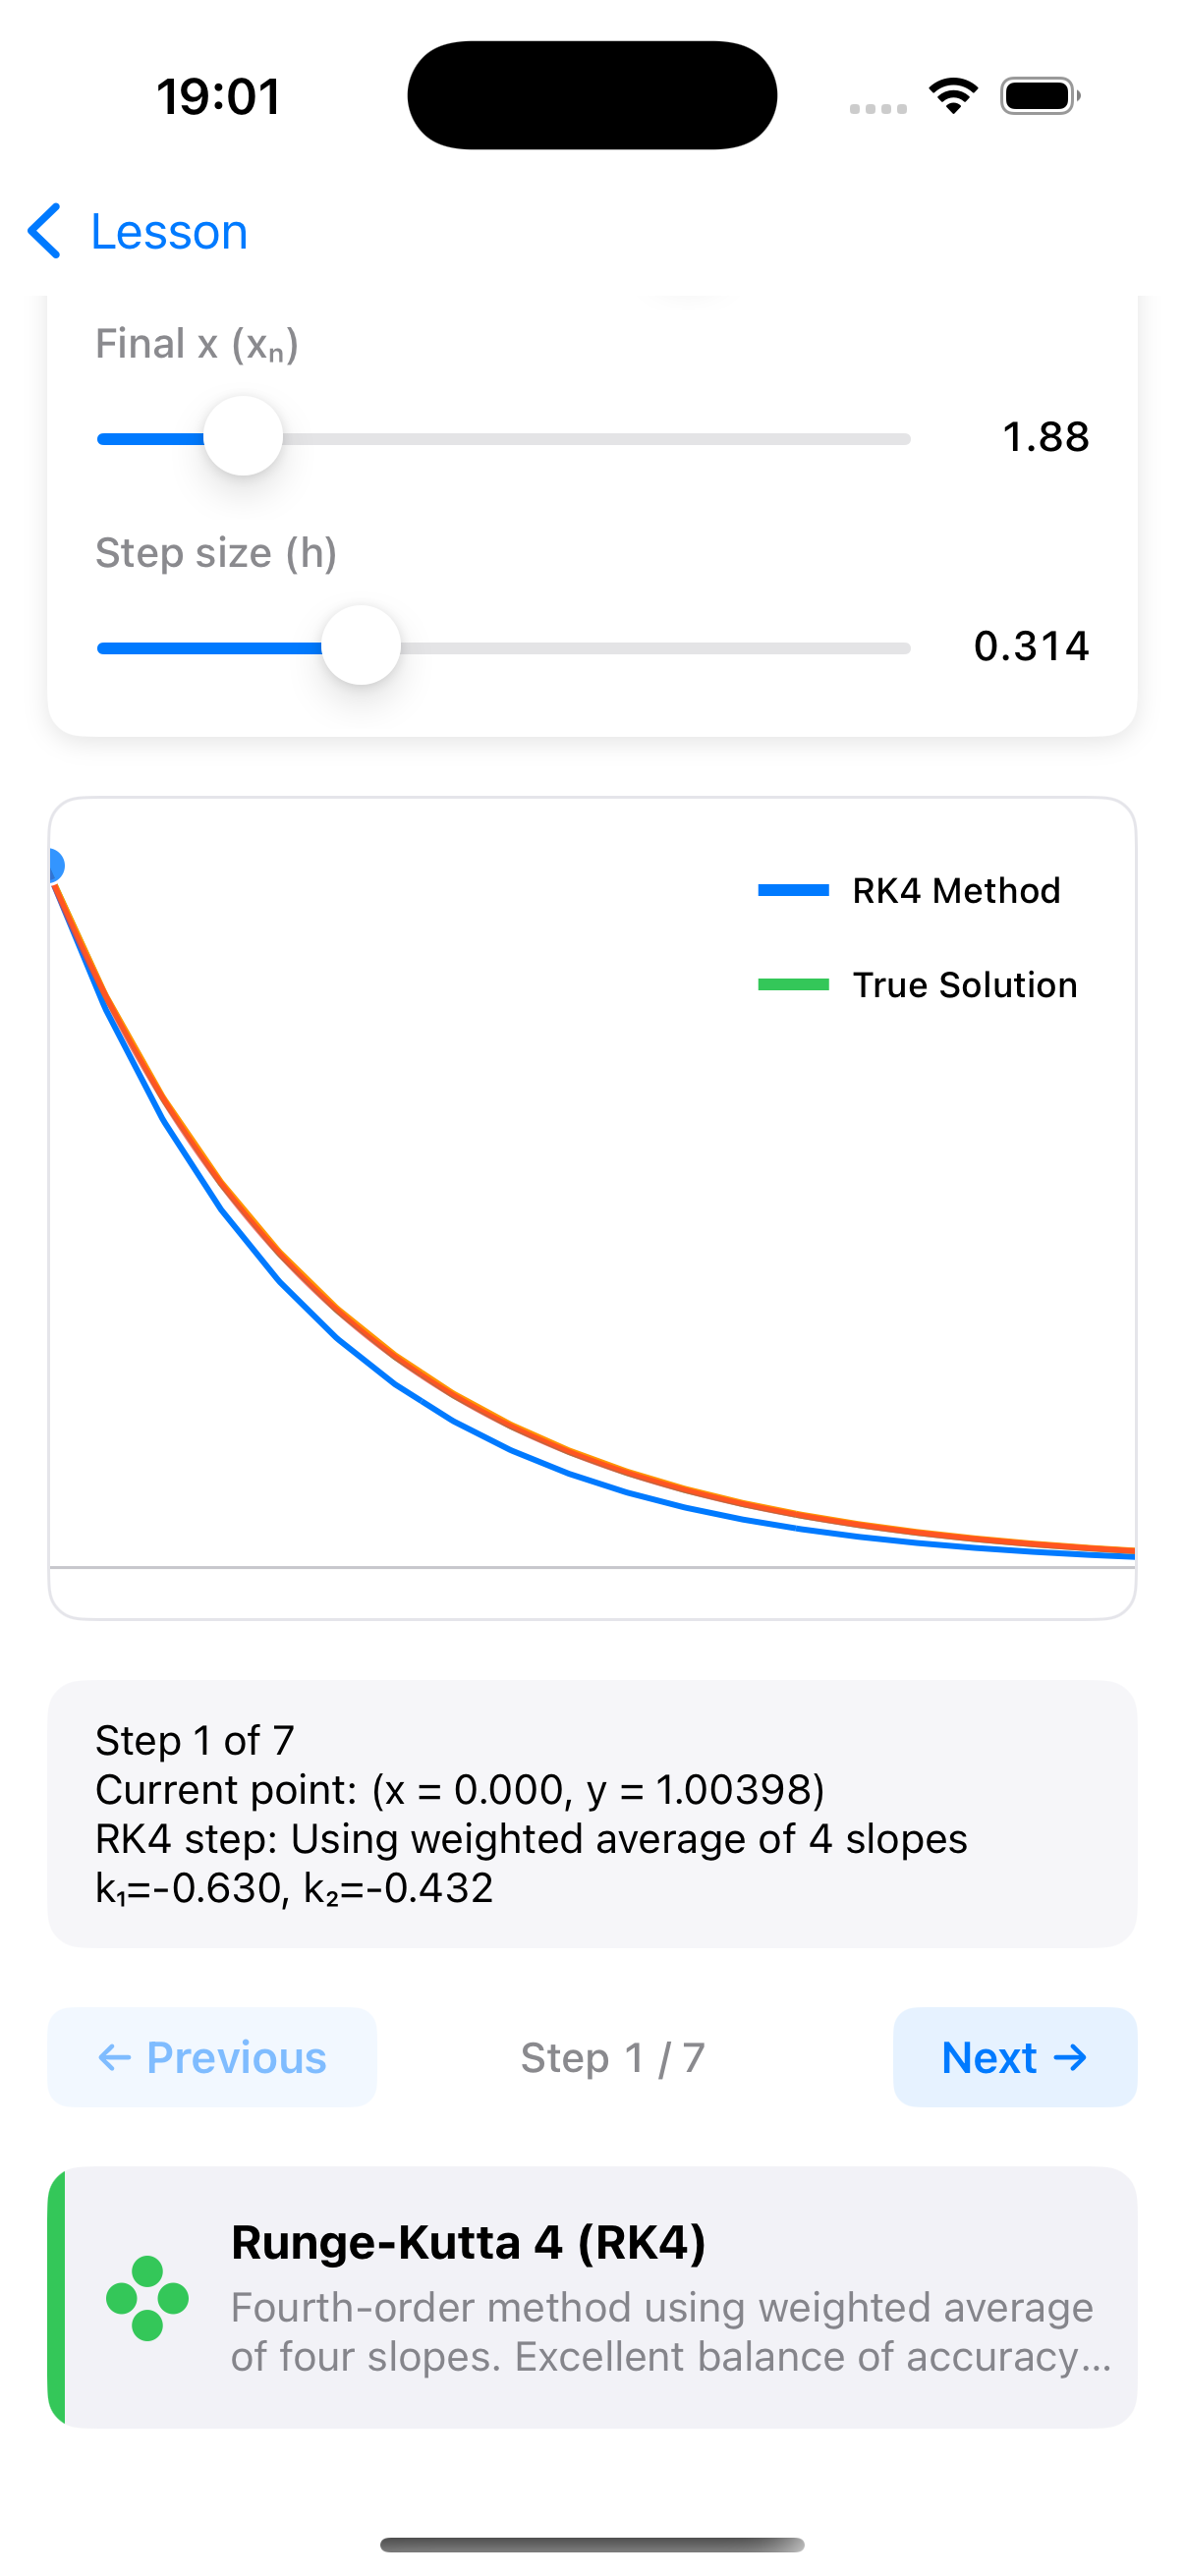 19:01
Lesson
Final x (xₙ)
1.88
Step size (h)
0.314
RK4 Method
True Solution
Step 1 of 7
Current point: (x = 0.000, y = 1.00398)
RK4 step: Using weighted average of 4 slopes
k₁=-0.630, k₂=-0.432
← Previous
Step 1 / 7
Next →
Runge-Kutta 4 (RK4)
Fourth-order method using weighted average
of four slopes. Excellent balance of accuracy...